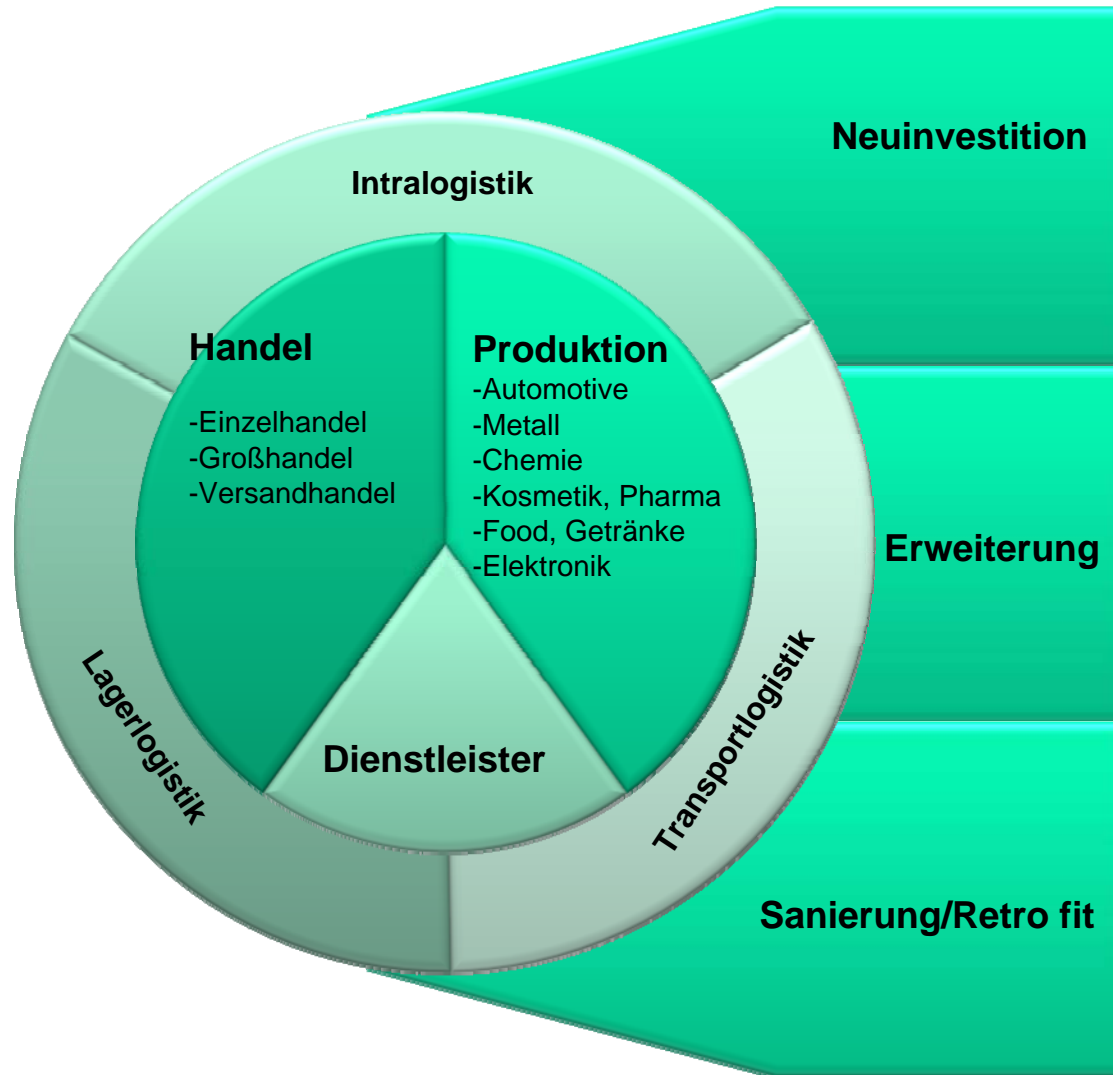 Neuinvestition
Intralogistik
Handel
-Einzelhandel
-Großhandel
-Versandhandel
Produktion
-Automotive
-Metall
-Chemie
-Kosmetik, Pharma
-Food, Getränke
-Elektronik
Erweiterung
Lagerlogistik
Dienstleister
Transportlogistik
Sanierung/Retro fit